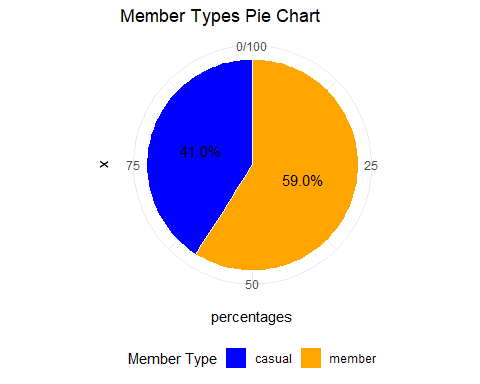 Member Types Pie Chart
0/100
41.0%
x
75
25
59.0%
50
percentages
Member Type casual member